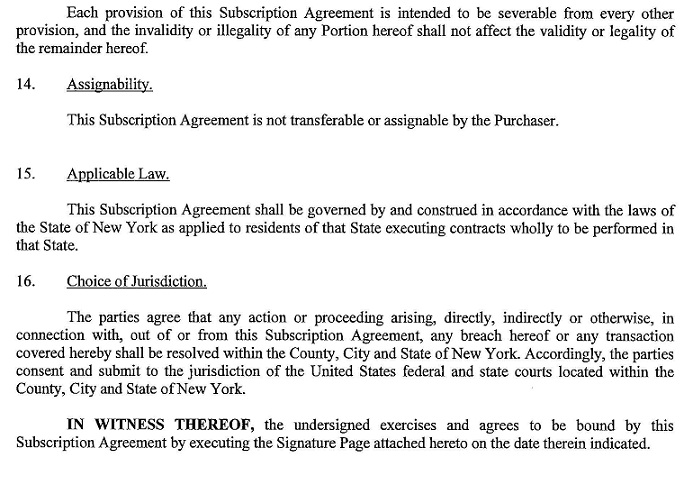 Each provision of this Subscription Agreement is intended to be severable from every other
provision, and the invalidity or illegality of any Portion hereof shall not affect the validity or legality of
the remainder hereof.
14. Assignability.
This Subscription Agreement is not transferable or assignable by the Purchaser.
15. Applicable Law.
This Subscription Agreement shall be governed by and construed in accordance with the laws of
the State of New York as applied to residents of that State executing contracts wholly to be performed in
that State.
16. Choice of Jurisdiction.
The parties agree that any action or proceeding arising, directly, indirectly or otherwise, in
connection with, out of or from this Subscription Agreement, any breach hereof or any transaction
covered hereby shall be resolved within the County, City and State of New York. Accordingly, the parties
consent and submit to the jurisdiction of the United States federal and state courts located within the
County, City and State of New York.
IN WITNESS THEREOF, the undersigned exercises and agrees to be bound by this
Subscription Agreement by executing the Signature Page attached hereto on the date therein indicated.